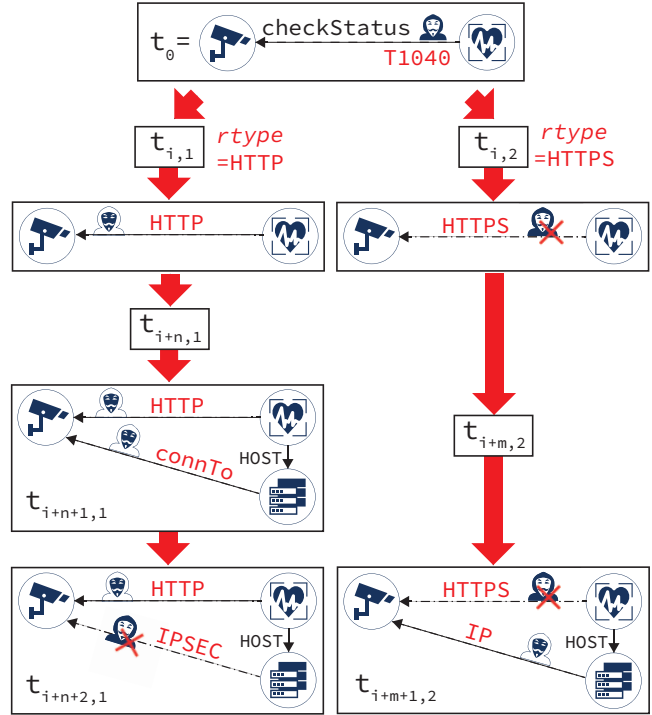 t0= checkStatus
T1040
ti,1 rtype
=HTTP
ti,2 rtype
=HTTPS
HTTP
HTTPS
ti+n,1
HTTP
connTo
HOST
ti+n+1,1
ti+m,2
HTTP
IPSEC
HOST
ti+n+2,1
HTTPS
IP
HOST
ti+m+1,2